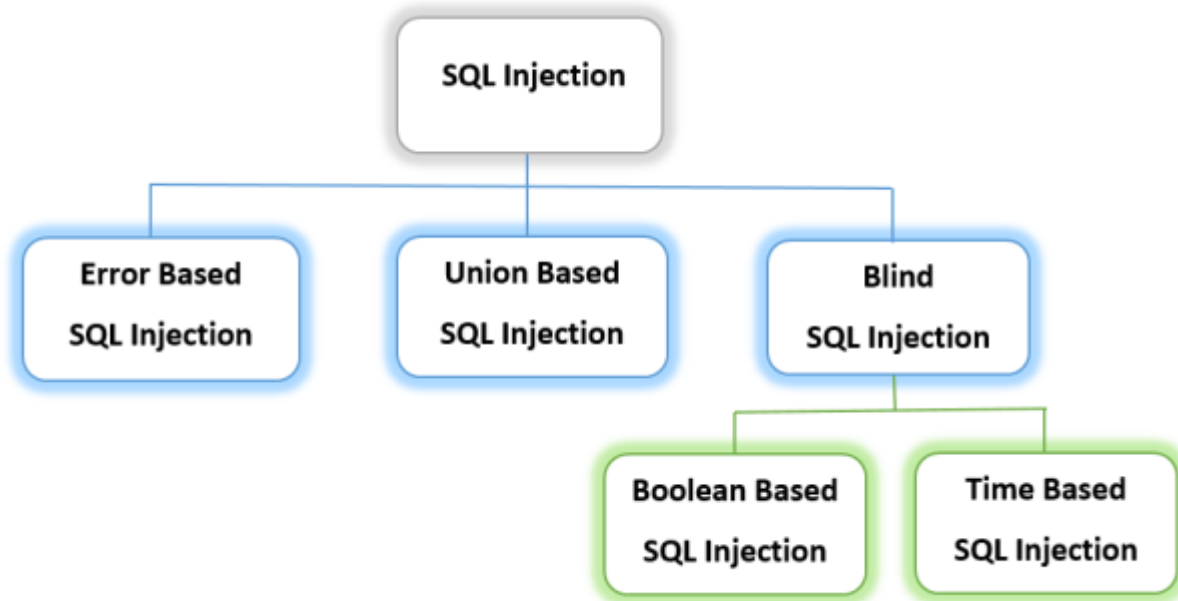 SQL Injection
Error Based
SQL Injection
Union Based
SQL Injection
Blind
SQL Injection
Boolean Based
SQL Injection
Time Based
SQL Injection